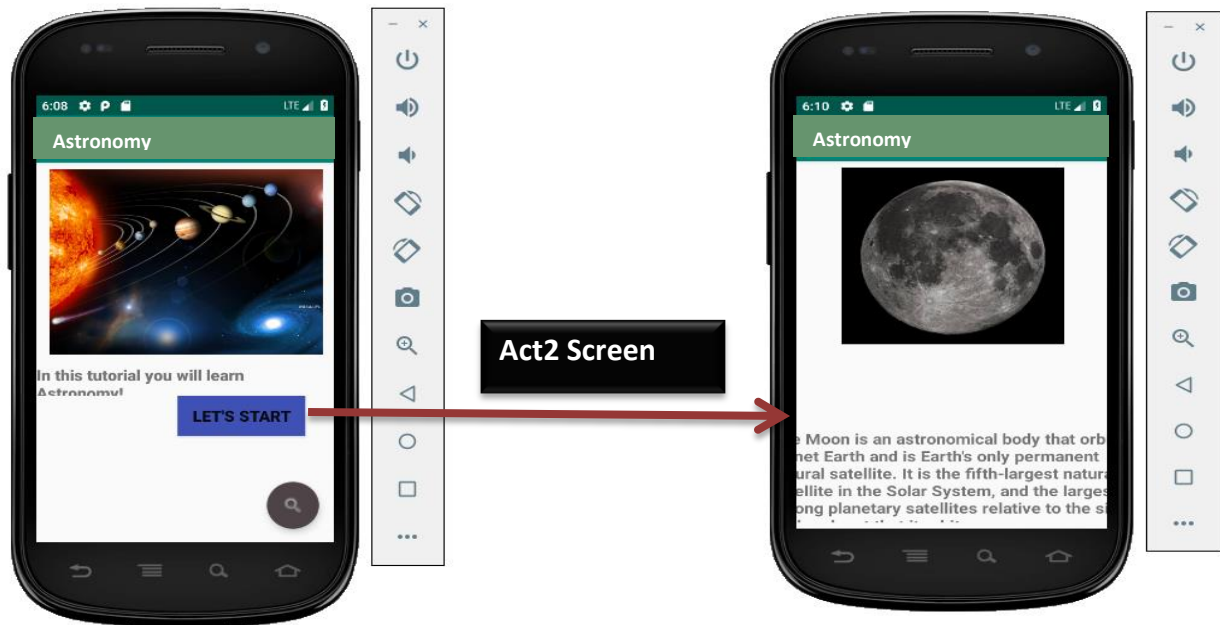 6:08
LTE
Astronomy
In this tutorial you will learn
Astronomy!
LET'S START
Act2 Screen
6:10
LTE
Astronomy
e Moon is an astronomical body that orb
net Earth and is Earth's only permanent
ural satellite. It is the fifth-largest natura
ellite in the Solar System, and the larges
ong planetary satellites relative to the si